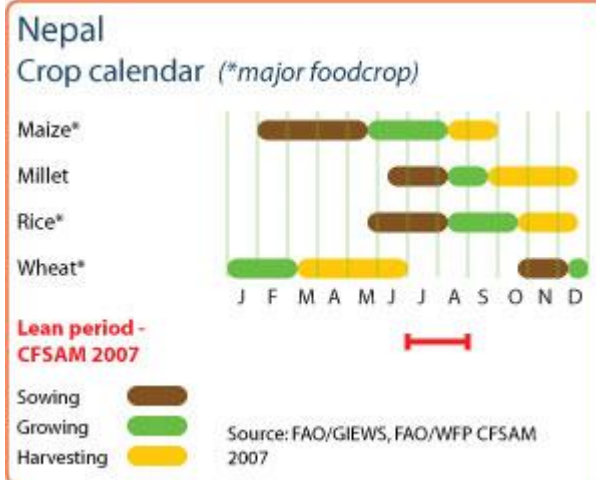 Nepal
Crop calendar (*major foodcrop)
Maize*
Millet
Rice*
Wheat*
J F M A M J J A S O N D
Lean period -
CFSAM 2007
Sowing
Growing
Harvesting
Source: FAO/GIEWS, FAO/WFP CFSAM
2007